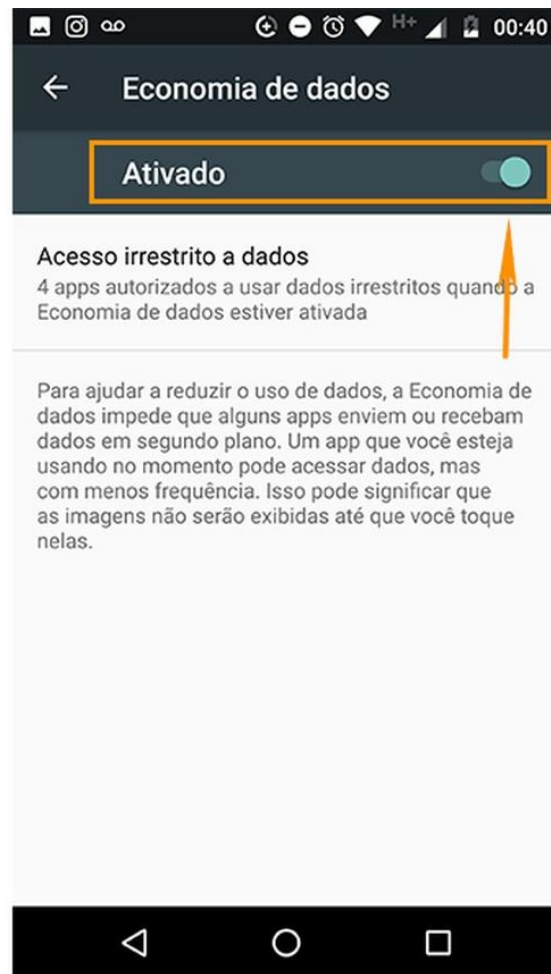 H+ 00:40
Economia de dados
Ativado
Acesso irrestrito a dados
4 apps autorizados a usar dados irrestritos quando a
Economia de dados estiver ativada
Para ajudar a reduzir o uso de dados, a Economia de
dados impede que alguns apps enviem ou recebam
dados em segundo plano. Um app que você esteja
usando no momento pode acessar dados, mas
com menos frequência. Isso pode significar que
as imagens não serão exibidas até que você toque
nelas.